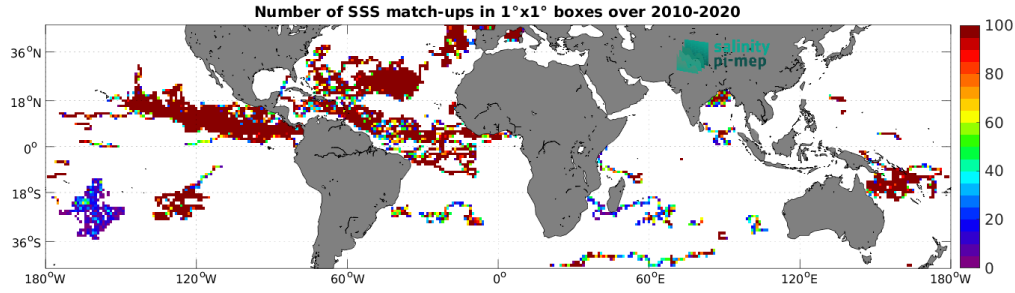 Number of SSS match-ups in 1°x1° boxes over 2010-2020
salinity
pi-mep
36°N
18°N
0°
18°S
36°S
180°W
120°W
60°W
0°
60°E
120°E
180°W
100
80
60
40
20
0